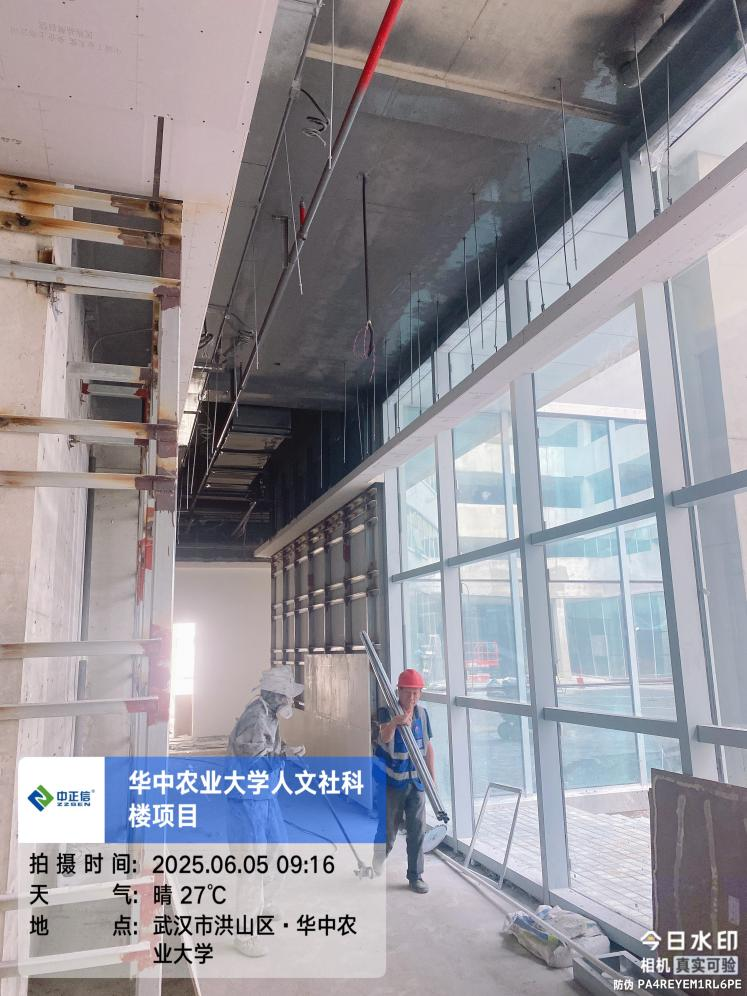 中正信
ZZSEN
华中农业大学人文社科
楼项目
拍摄时间: 2025.06.05 09:16
天气: 晴 27℃
地点: 武汉市洪山区·华中农
业大学
今日水印
相机 真实可验
防伪 PA4REYEM1RL6PE